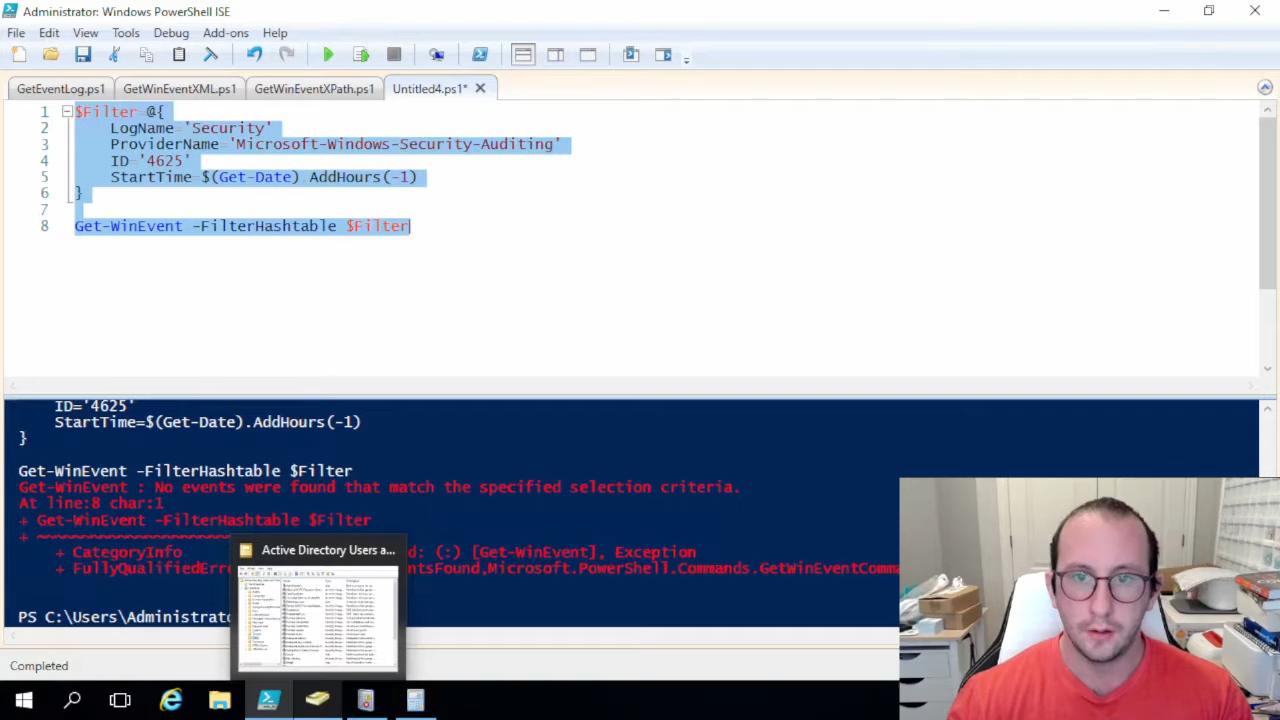 Administrator: Windows PowerShell ISE
File Edit View Tools Debug Add-ons Help
GetEventLog.ps1 GetWinEventXML.ps1 GetWinEventXPath.ps1 Untitled4.ps1*
1 $Filter=@{
2 LogName='Security'
3 ProviderName='Microsoft-Windows-Security-Auditing'
4 ID='4625'
5 StartTime=$(Get-Date).AddHours(-1)
6 }
7
8 Get-WinEvent -FilterHashtable $Filter
ID='4625'
StartTime=$(Get-Date).AddHours(-1)
}
Get-WinEvent -FilterHashtable $Filter
Get-WinEvent : No events were found that match the specified selection criteria.
At line:8 char:1
+ Get-WinEvent -FilterHashtable $Filter
+ ~~~~~~~~~~~~~~~~~~~~~
+ CategoryInfo d: (:) [Get-WinEvent], Exception
+ FullyQualifiedErr ntsFound,Microsoft.PowerShell.Commands.GetWinEventComm
Active Directory Users a...
Completed